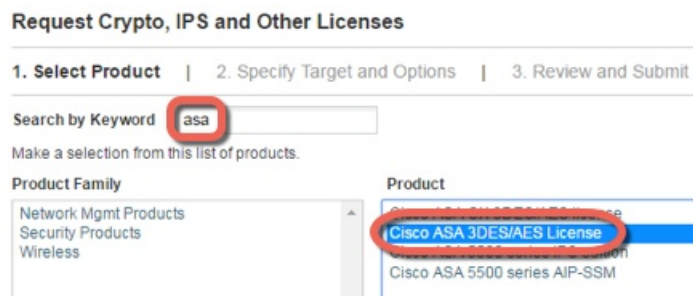 Request Crypto, IPS and Other Licenses
1. Select Product | 2. Specify Target and Options | 3. Review and Submit
Search by Keyword asa
Make a selection from this list of products.
Product Family
Product
Network Mgmt Products
Security Products
Wireless
Cisco ASA 3DES/AES License
Cisco ASA 5500 series AIP-SSM